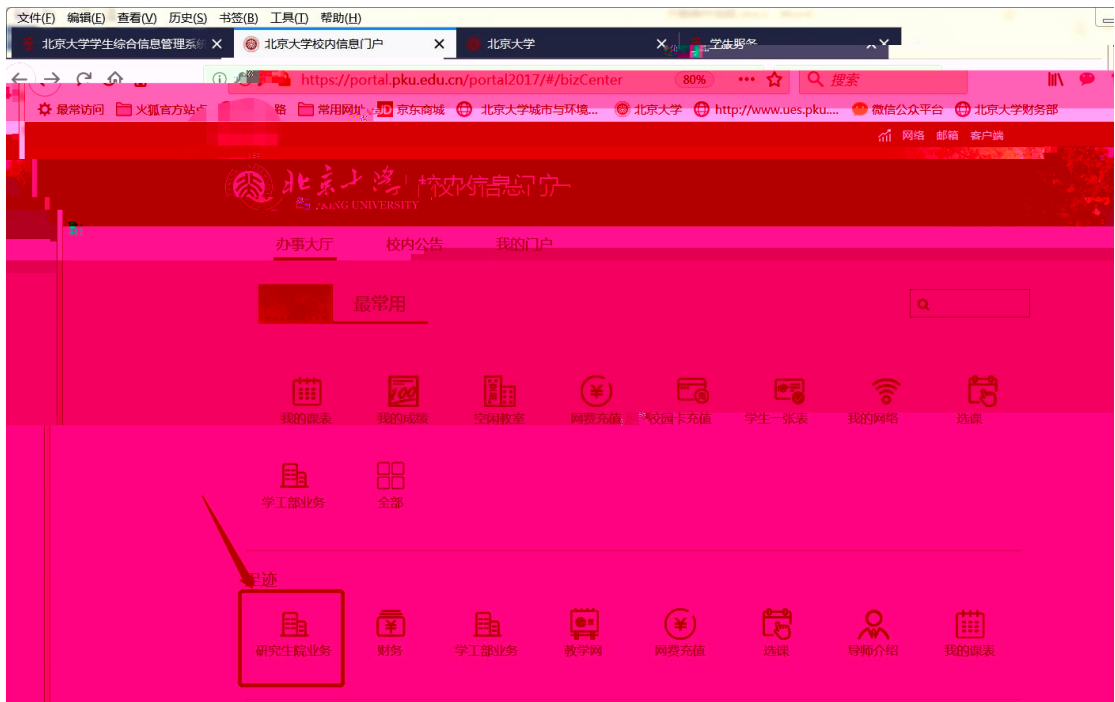 文件(F) 编辑(E) 查看(V) 历史(S) 书签(B) 工具(T) 帮助(H)
北京大学学生综合信息管理系统 北京大学校内信息门户 北京大学 学生服务
https://portal.pku.edu.cn/portal2017/#/bizCenter 80% 搜索
最常访问 火狐官方站点 常用网址 京东商城 北京大学城市与环境... 北京大学 http://www.ues.pku.... 微信公众平台 北京大学财务部
网络 邮箱 客户端
北京大学 校内信息门户
UNIVERSITY
办事大厅 校内公告 我的门户
最常用
我的课表 我的成绩 空闲教室 网费充值 校园卡充值 学生一张表 我的网络 选课
学工部业务 全部
足迹
研究生院业务 财务 学工部业务 教学网 网费充值 选课 导师介绍 我的课表